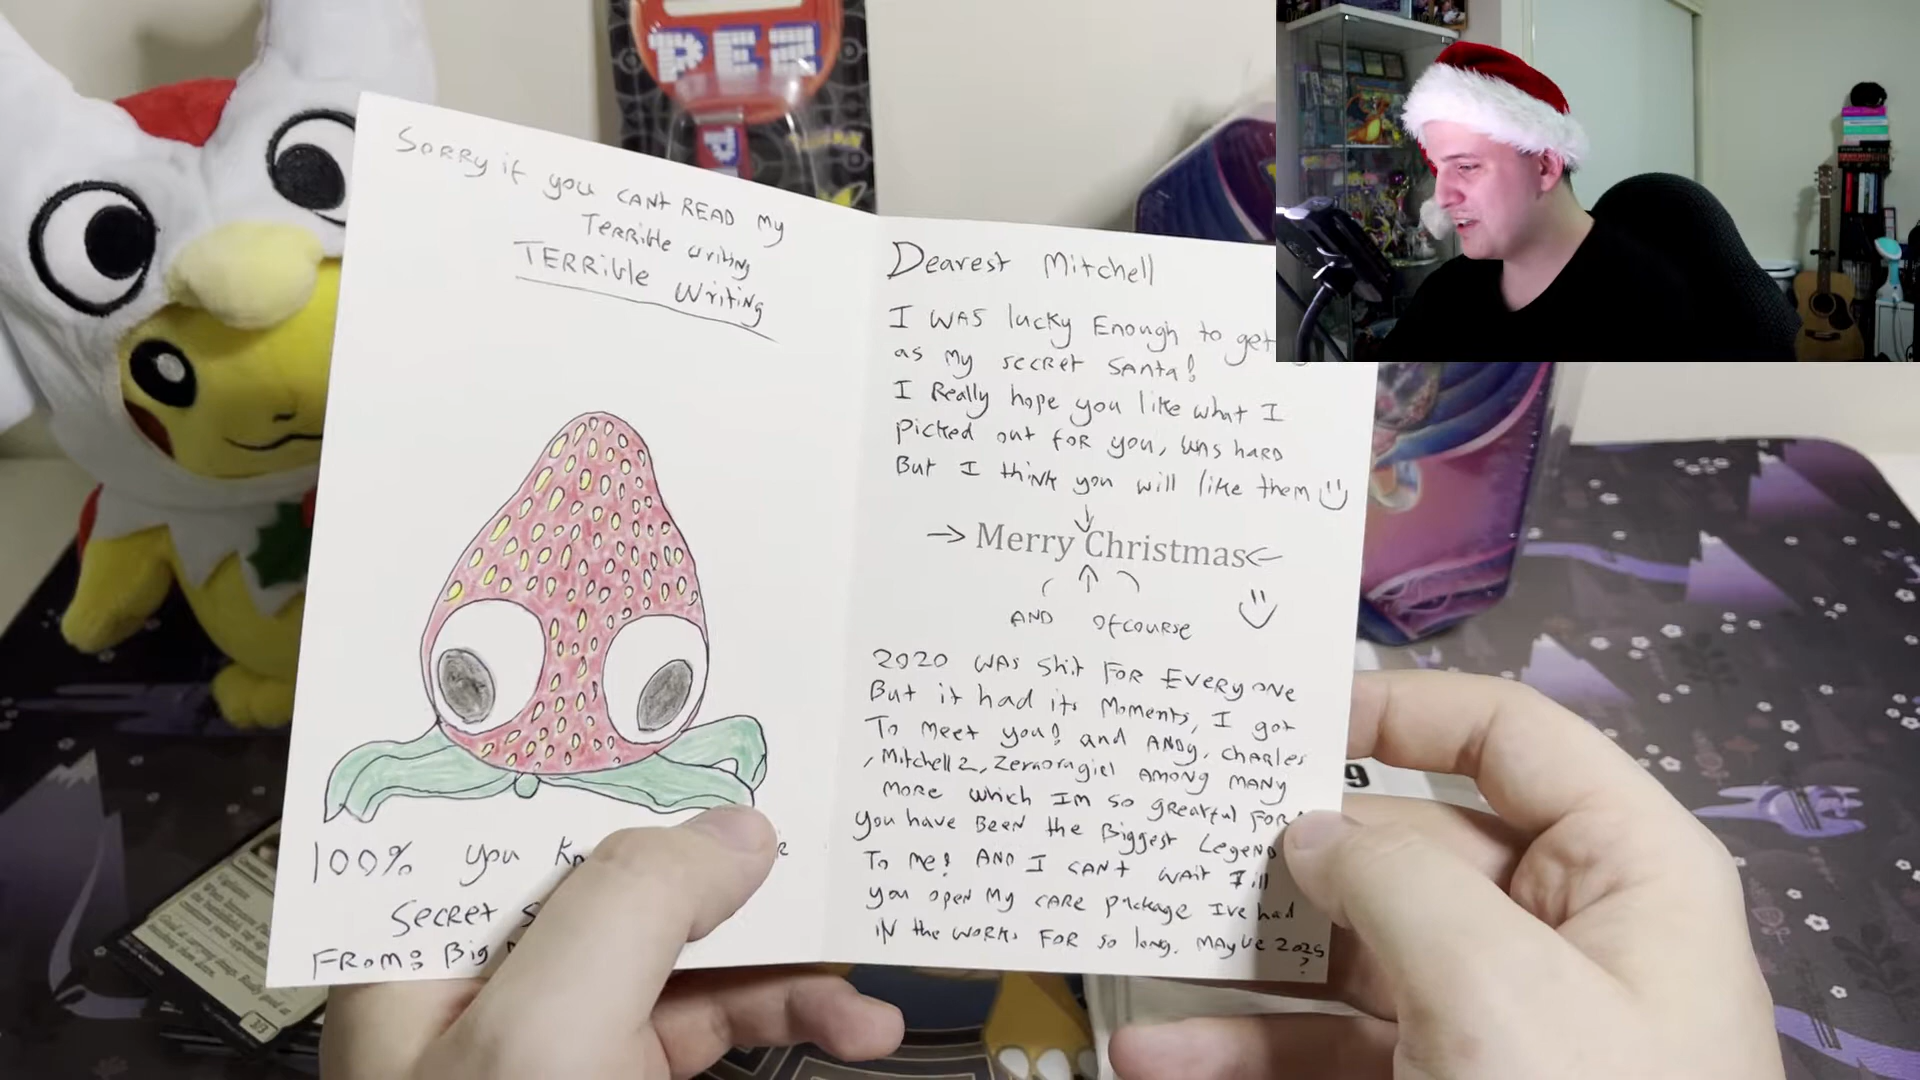 PEZ
Sorry if you cant READ my
Terrible writing
TERRible Writing
100% you
Secret
From: Big
Dearest Mitchell
I WAS lucky Enough to get
as my secret Santa!
I Really hope you like what I
picked out for you, was hard
But I think you will like them
Merry Christmas
AND ofcourse
2020 was shit for Everyone
But it had its Moments, I got
To meet you! and Andy, Charles
, Mitchell 2, among many
more which Im so greatful for
you have been the Biggest Legend
To me! AND I can't wait till
you open my care package Ive had
in the works for so long. Maybe 2025
?
9